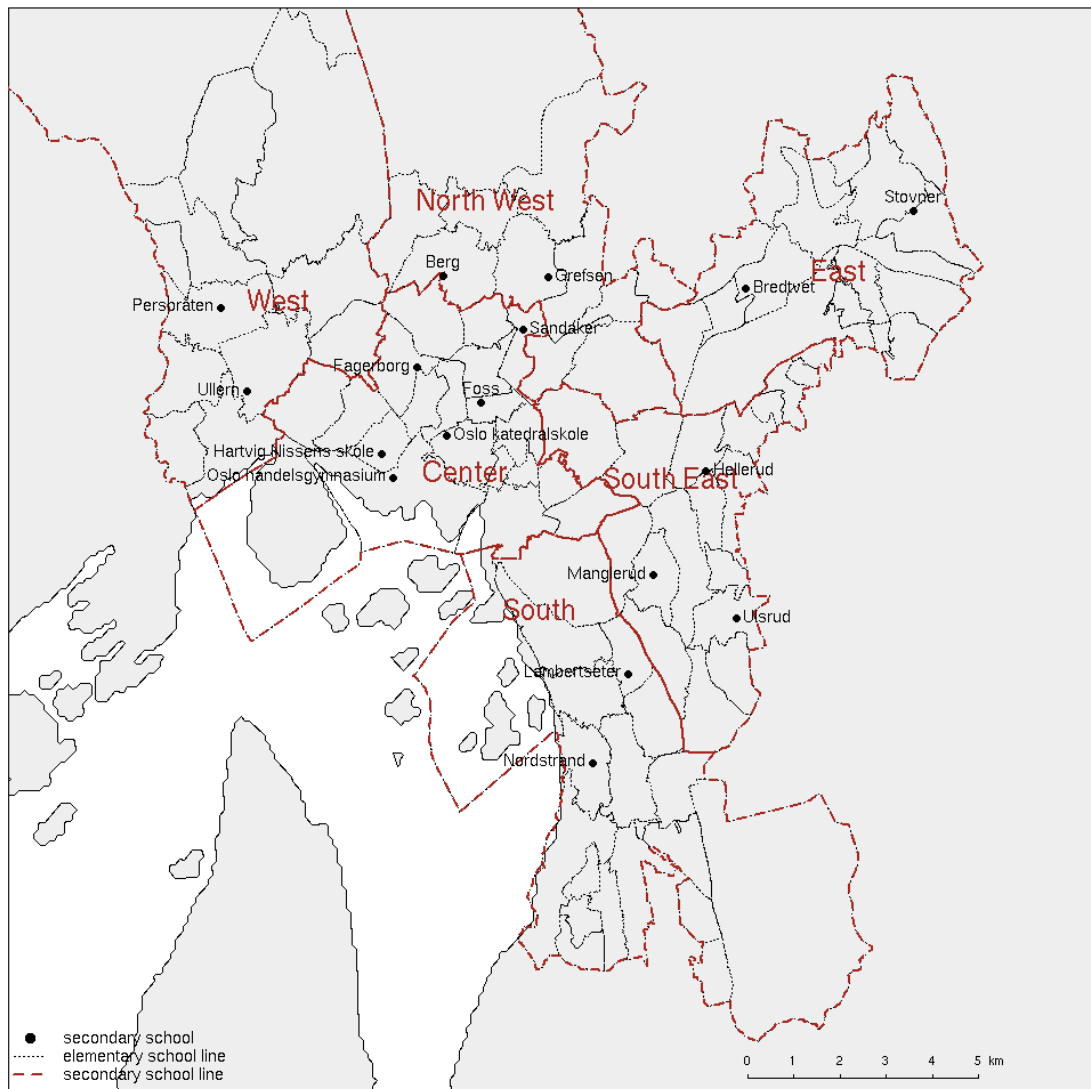 Stovner
North West
Berg
Grefsen
East
Bredtvet
West
Persbråten
Sandaker
Fagerborg
Ullern
Foss
Oslo katedralskole
Hartvig Nissens skole
Center
Oslo handelsgymnasium
Hellerud
South East
Manglerud
South
Ulsrud
Lambertseter
Nordstrand
secondary school
elementary school line
secondary school line
0 1 2 3 4 5 km